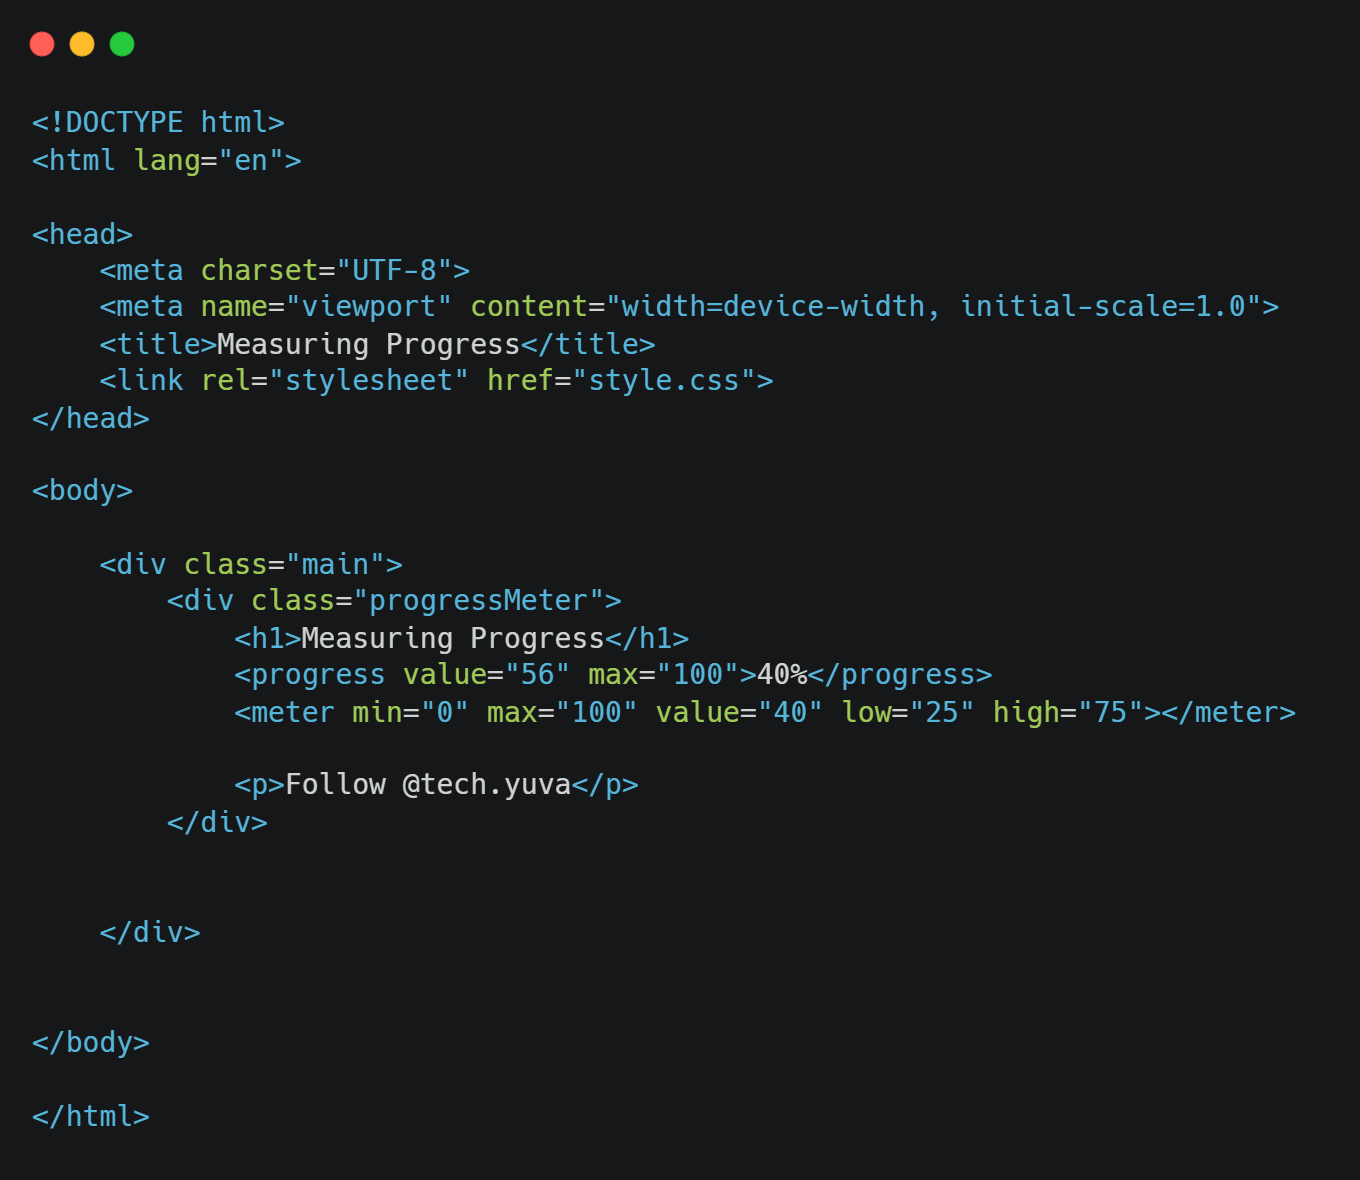 <!DOCTYPE html>
<html lang="en">
<head>
    <meta charset="UTF-8">
    <meta name="viewport" content="width=device-width, initial-scale=1.0">
    <title>Measuring Progress</title>
    <link rel="stylesheet" href="style.css">
</head>
<body>
    <div class="main">
        <div class="progressMeter">
            <h1>Measuring Progress</h1>
            <progress value="56" max="100">40%</progress>
            <meter min="0" max="100" value="40" low="25" high="75"></meter>
            <p>Follow @tech.yuva</p>
        </div>
    </div>
</body>
</html>